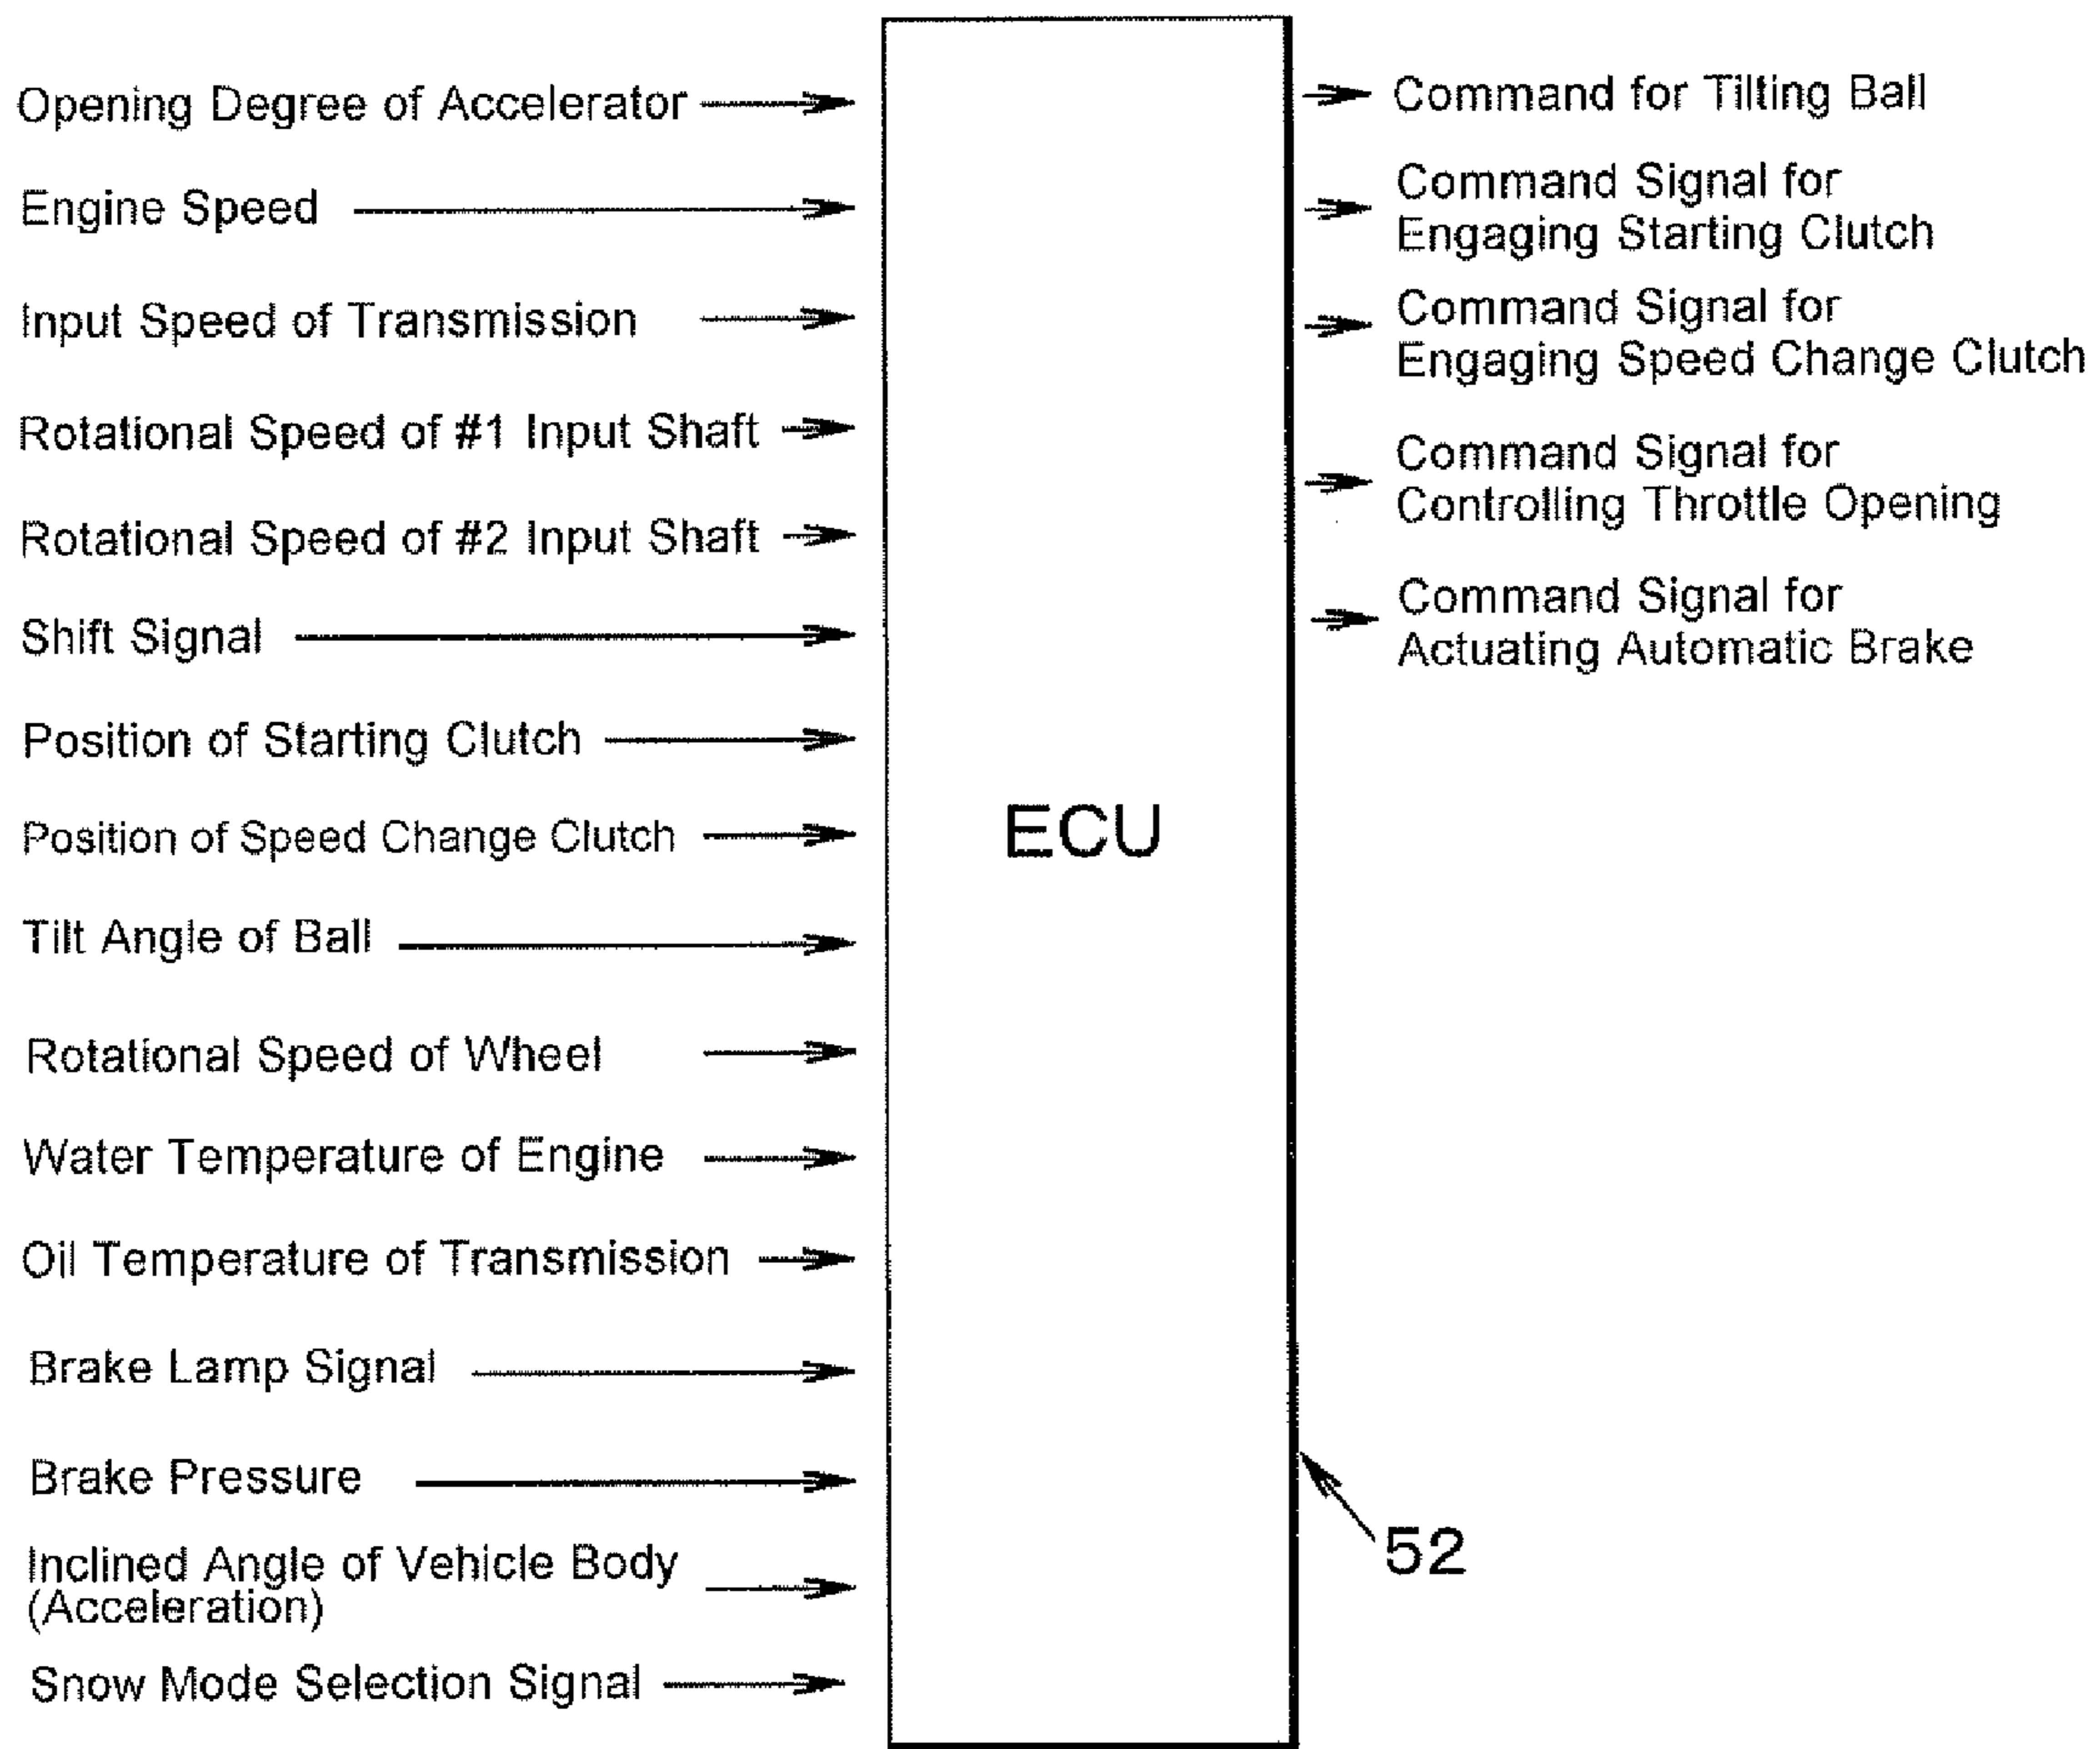 Opening Degree of Accelerator
Engine Speed
Input Speed of Transmission
Rotational Speed of #1 Input Shaft
Rotational Speed of #2 Input Shaft
Shift Signal
Position of Starting Clutch
Position of Speed Change Clutch
Tilt Angle of Ball
Rotational Speed of Wheel
Water Temperature of Engine
Oil Temperature of Transmission
Brake Lamp Signal
Brake Pressure
Inclined Angle of Vehicle Body
(Acceleration)
Snow Mode Selection Signal
ECU
Command for Tilting Ball
Command Signal for
Engaging Starting Clutch
Command Signal for
Engaging Speed Change Clutch
Command Signal for
Controlling Throttle Opening
Command Signal for
Actuating Automatic Brake
52